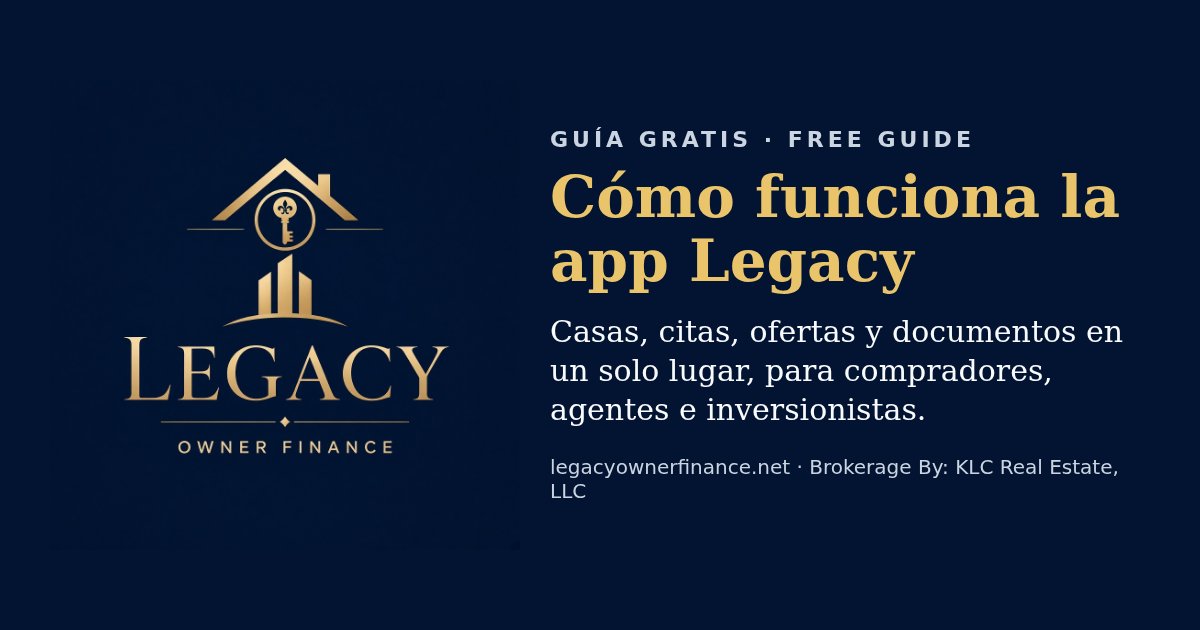 LEGACY
OWNER FINANCE
GUÍA GRATIS · FREE GUIDE
Cómo funciona la
app Legacy
Casas, citas, ofertas y documentos en
un solo lugar, para compradores,
agentes e inversionistas.
legacyownerfinance.net · Brokerage By: KLC Real Estate,
LLC